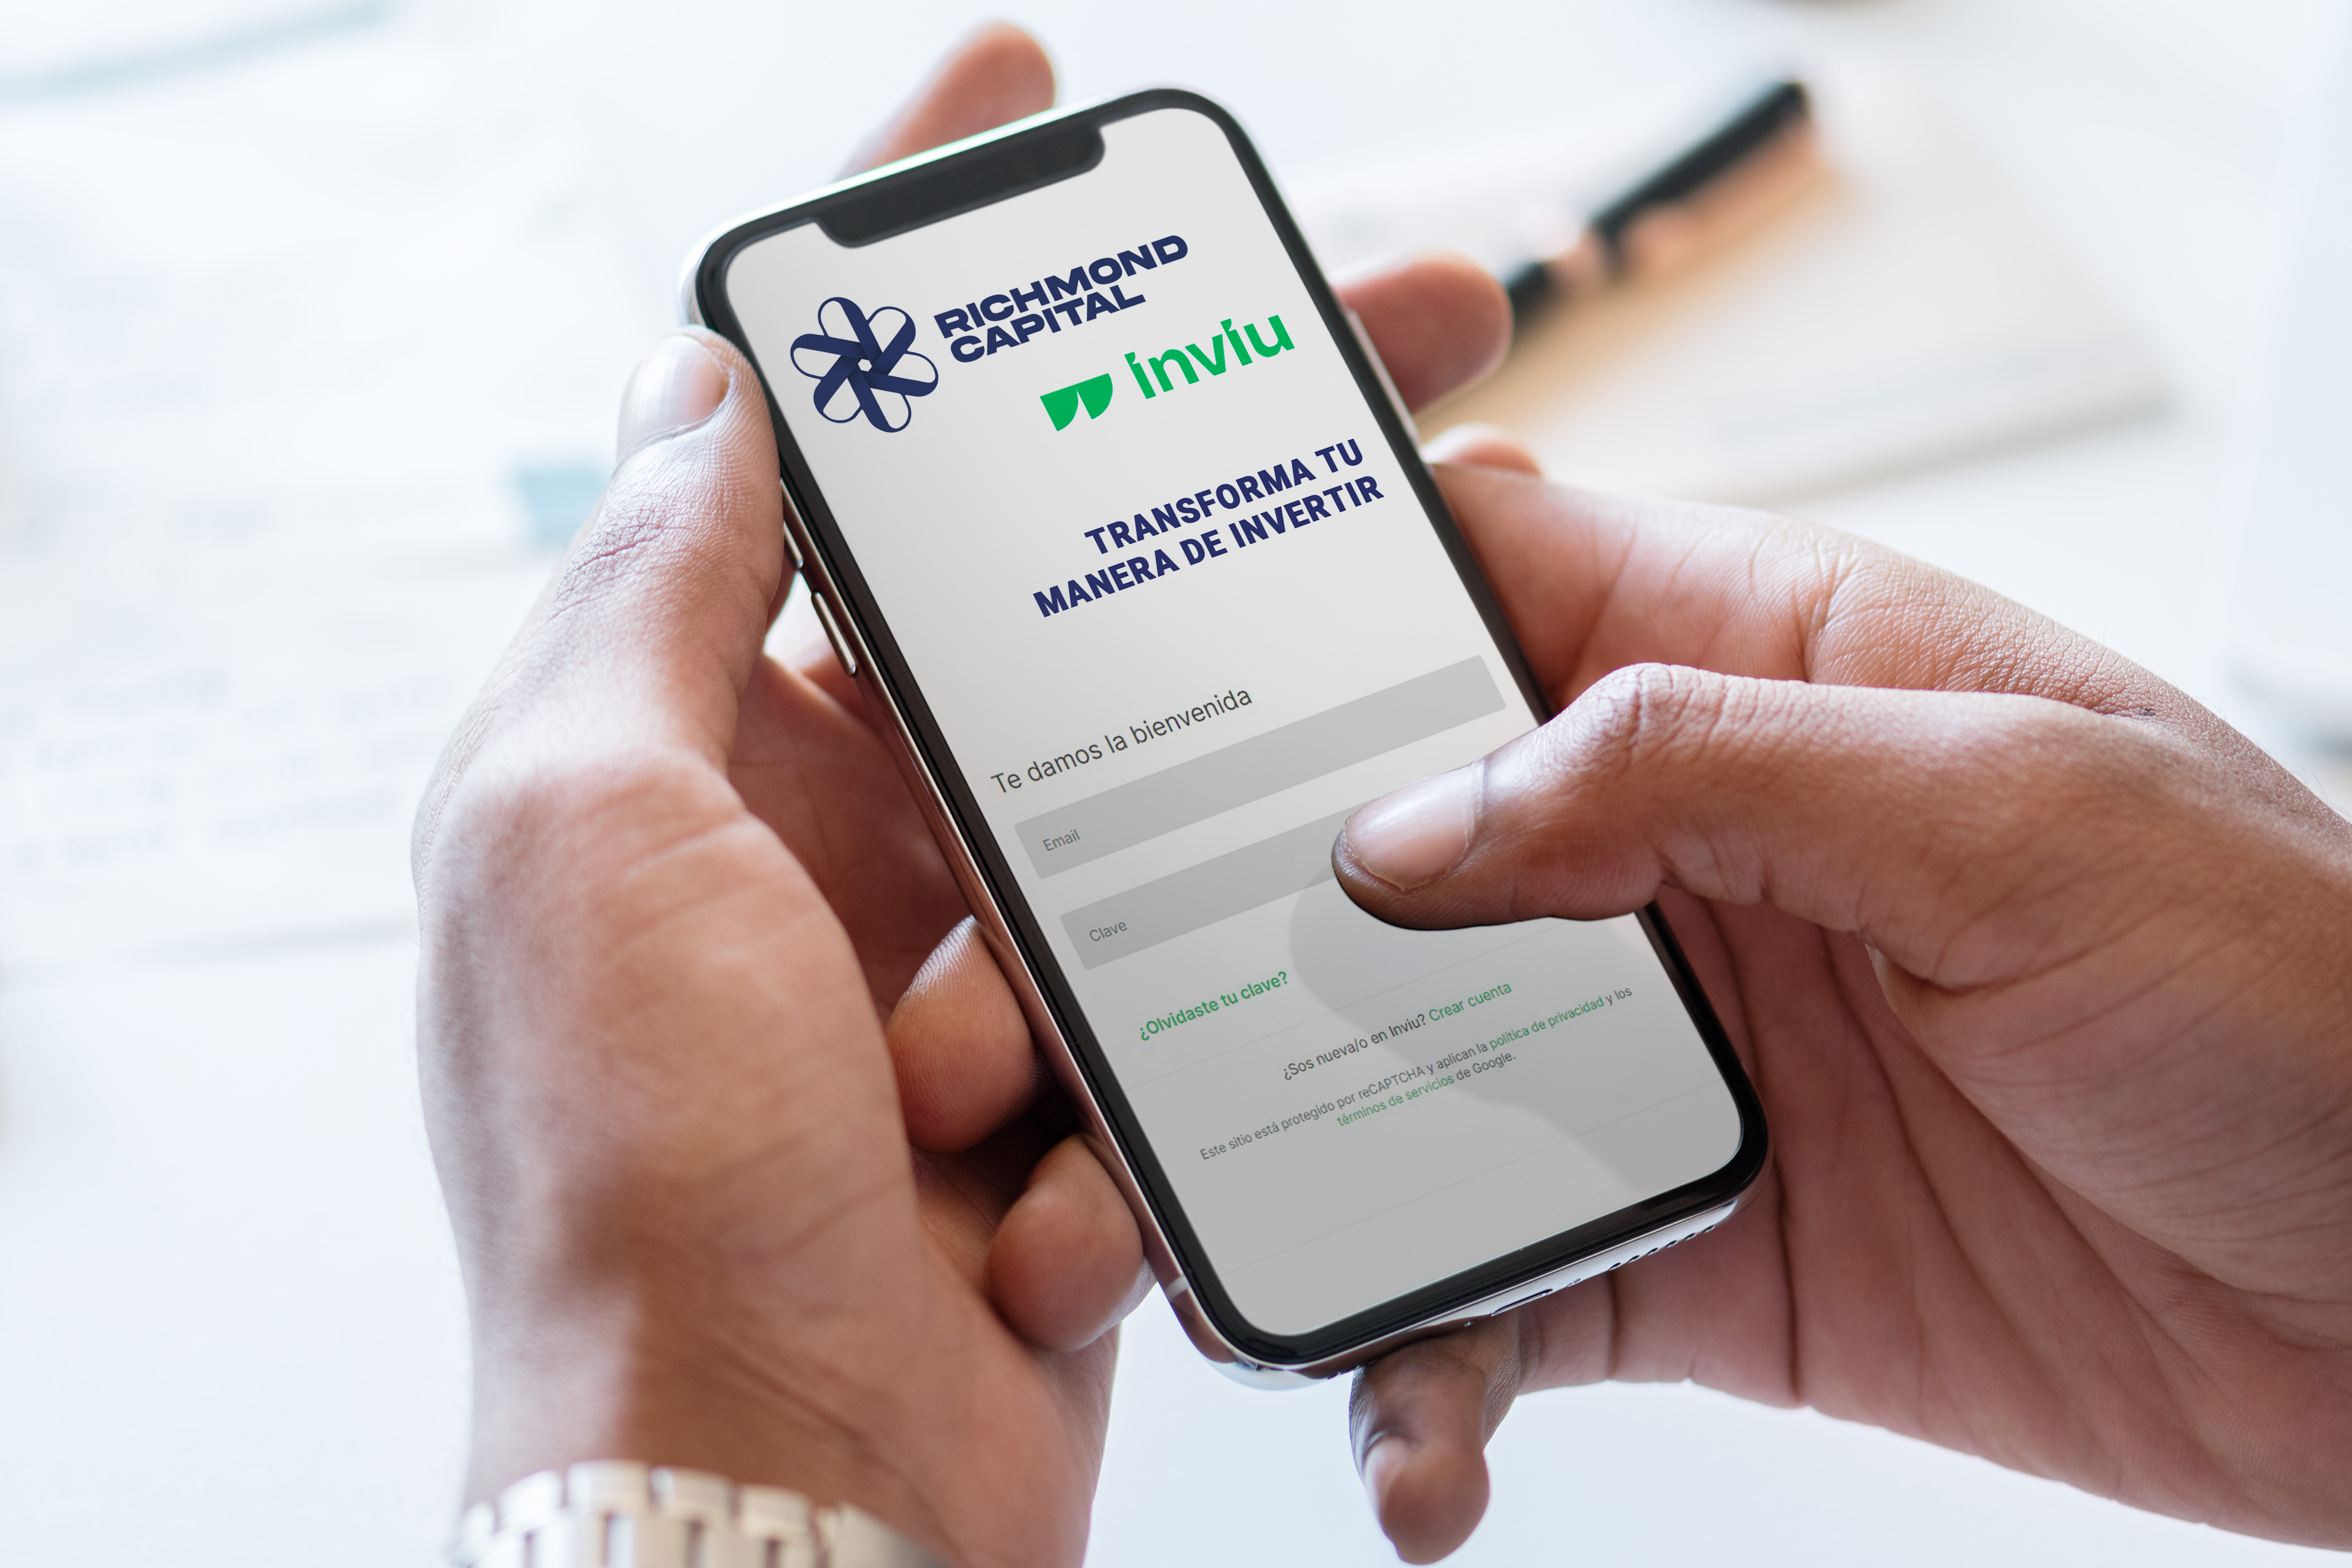 RICHMOND
CAPITAL
inviu
TRANSFORMA TU
MANERA DE INVERTIR
Te damos la bienvenida
Email
Clave
¿Olvidaste tu clave?
¿Sos nueva/o en Inviu? Crear cuenta
Este sitio está protegido por reCAPTCHA y aplican la política de privacidad y los
términos de servicios de Google.